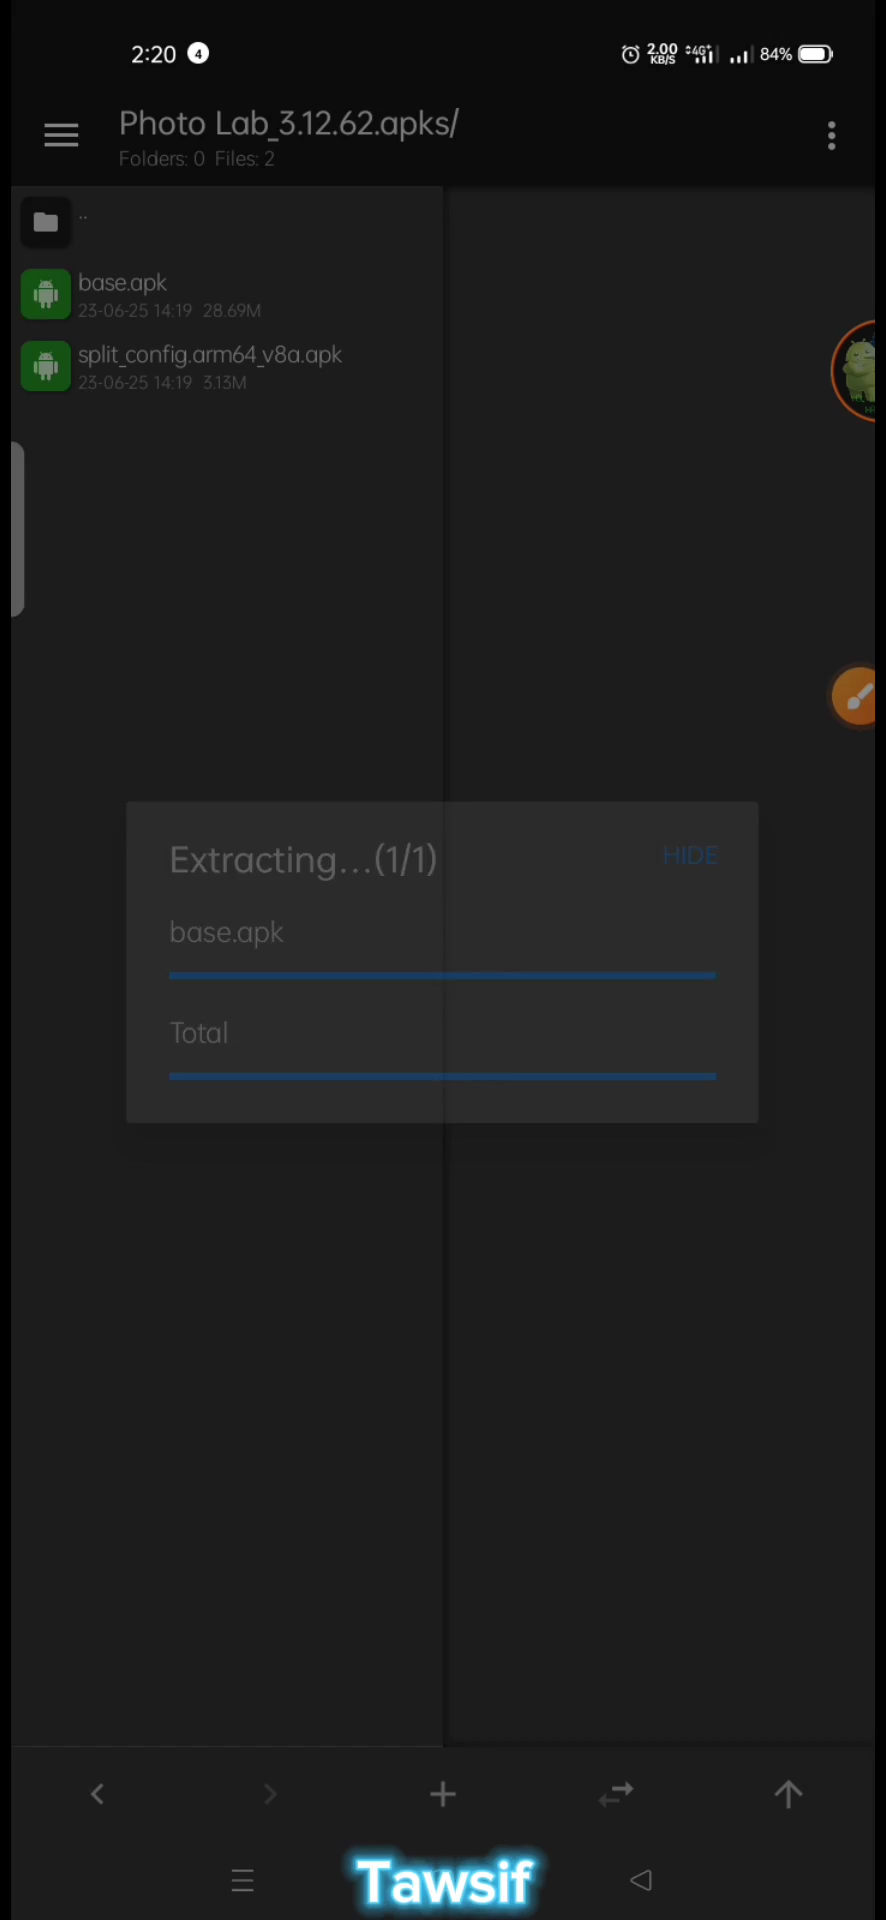 2:20 4 2.00 KB/S 4G+ 84%
Photo Lab_3.12.62.apks/
Folders: 0 Files: 2
..
base.apk
23-06-25 14:19 28.69M
split_config.arm64_v8a.apk
23-06-25 14:19 3.13M
Extracting...(1/1) HIDE
base.apk
Total
Tawsif